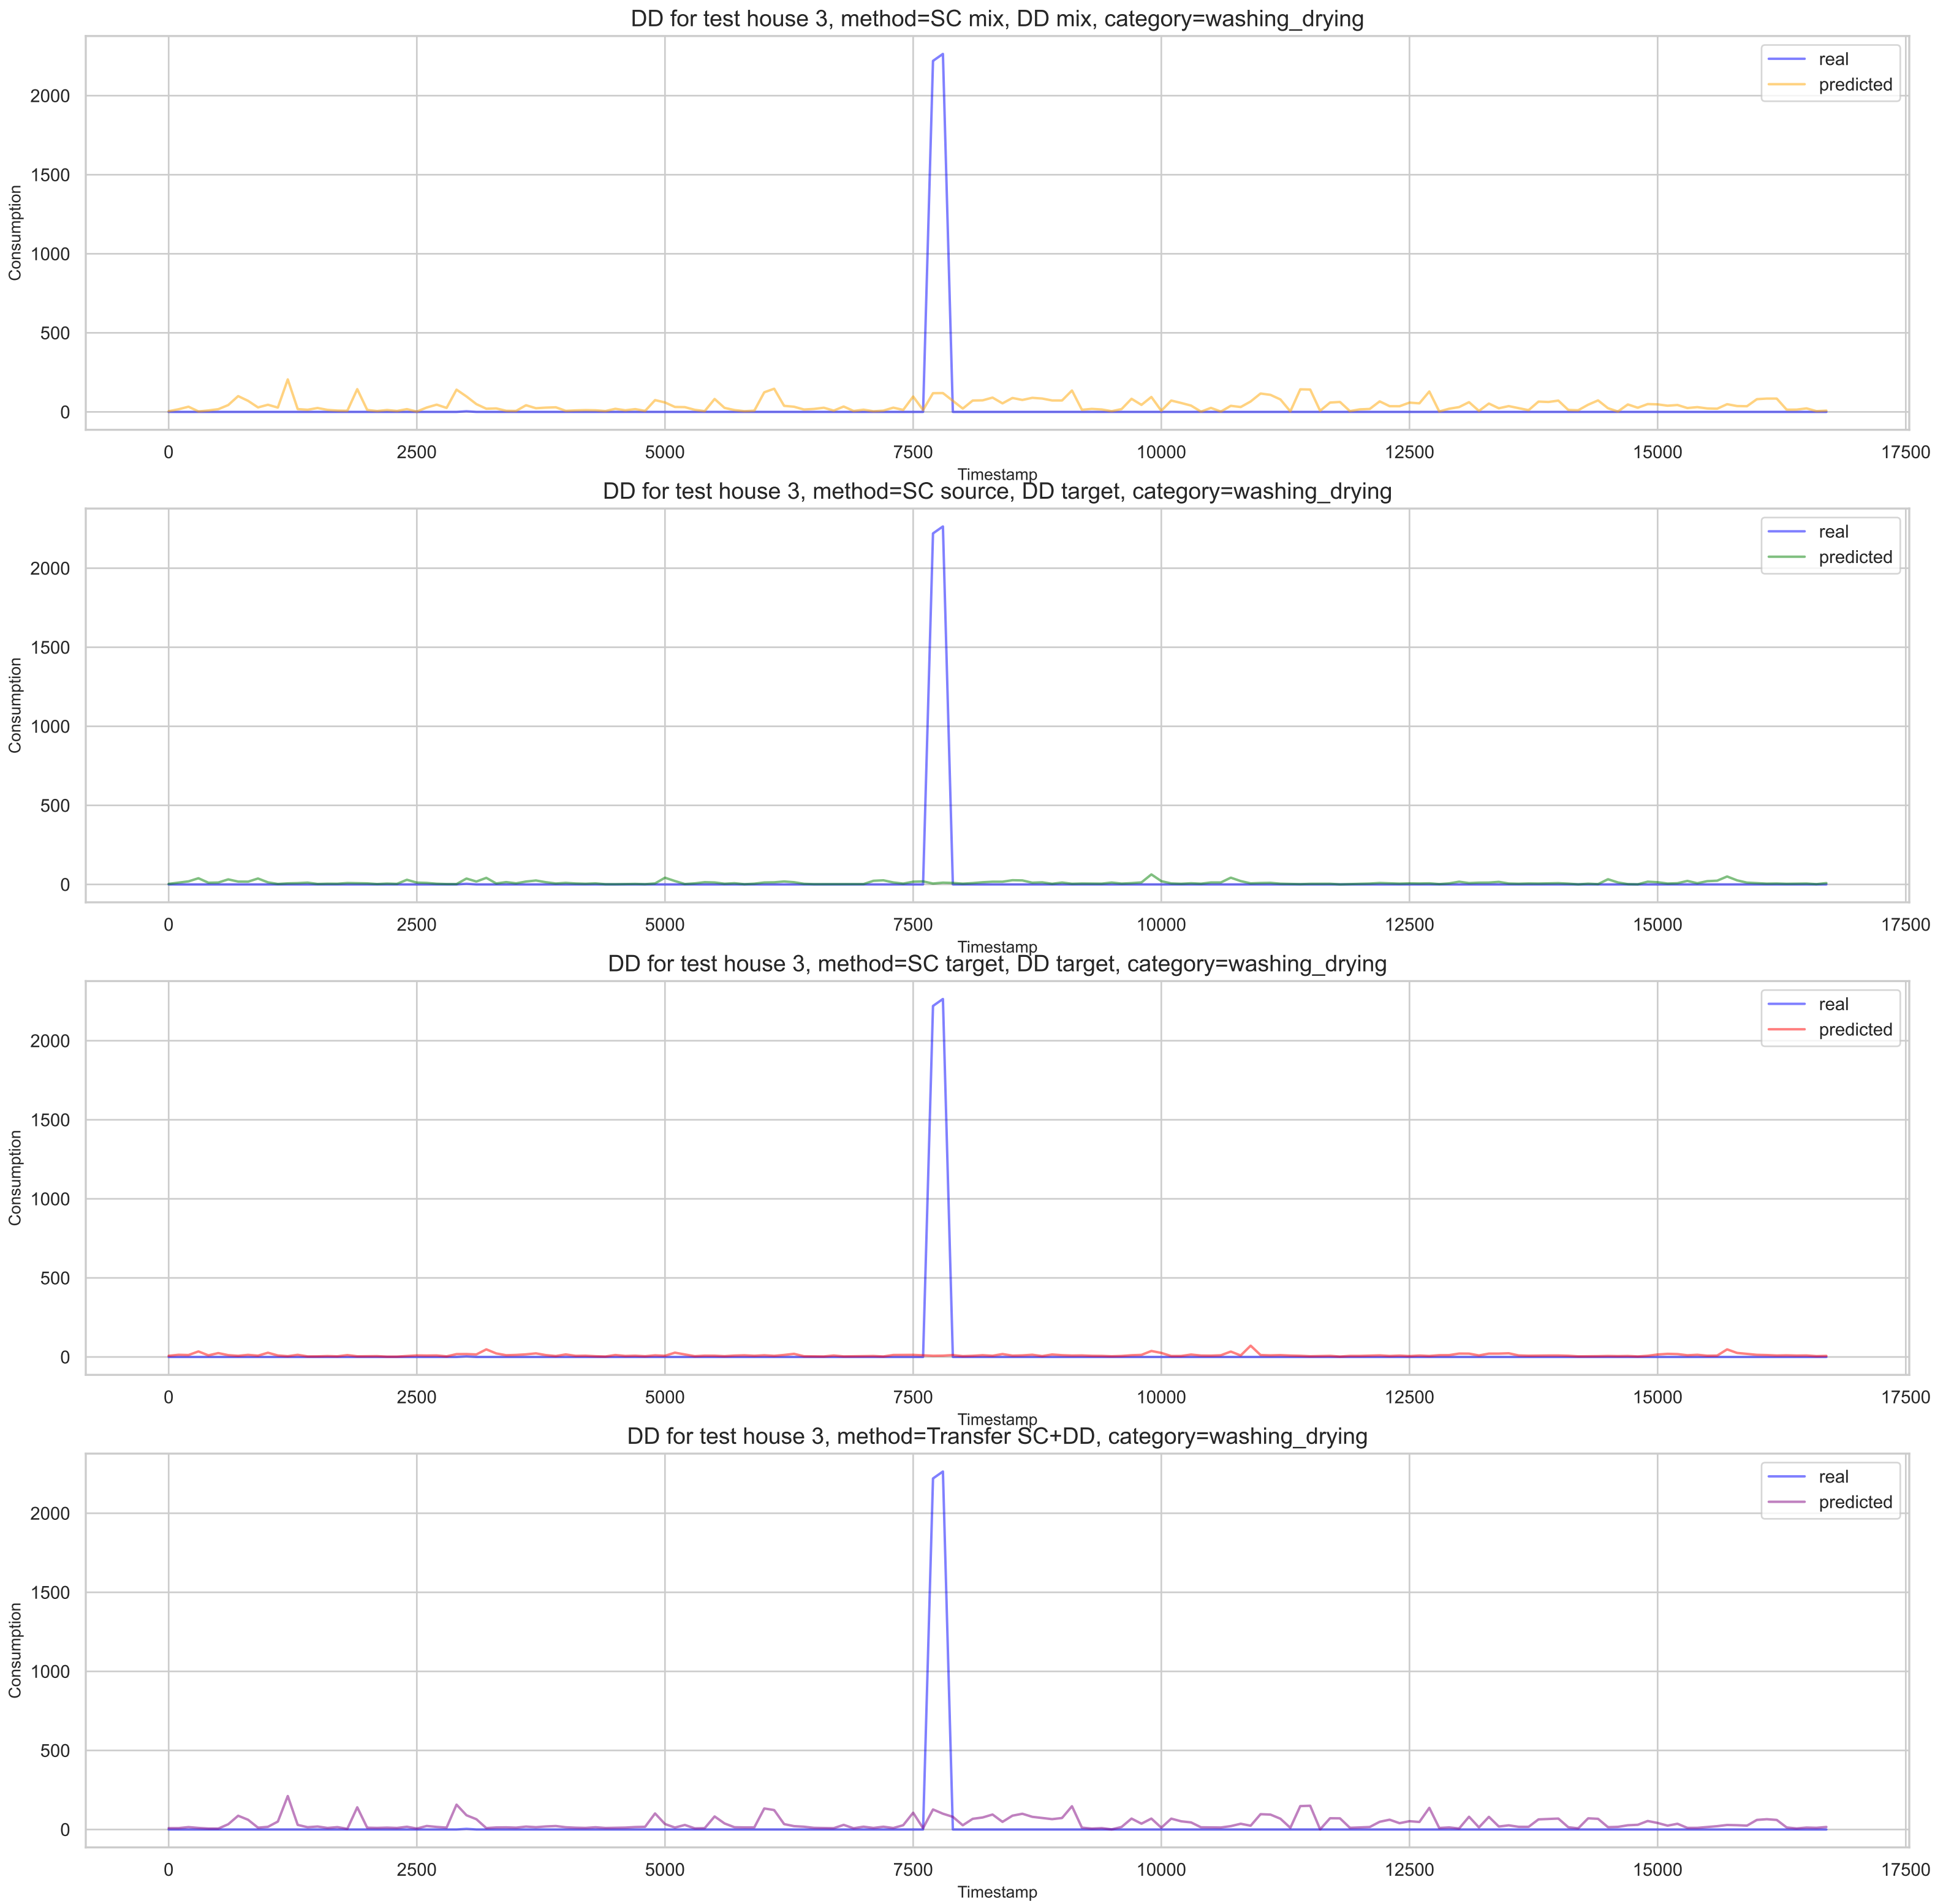 DD for test house 3, method=SC mix, DD mix, category=washing_drying
real
predicted
2000
1500
1000
500
0
Consumption
0 2500 5000 7500 10000 12500 15000 17500
Timestamp
DD for test house 3, method=SC source, DD target, category=washing_drying
real
predicted
2000
1500
1000
500
0
Consumption
0 2500 5000 7500 10000 12500 15000 17500
Timestamp
DD for test house 3, method=SC target, DD target, category=washing_drying
real
predicted
2000
1500
1000
500
0
Consumption
0 2500 5000 7500 10000 12500 15000 17500
Timestamp
DD for test house 3, method=Transfer SC+DD, category=washing_drying
real
predicted
2000
1500
1000
500
0
Consumption
0 2500 5000 7500 10000 12500 15000 17500
Timestamp